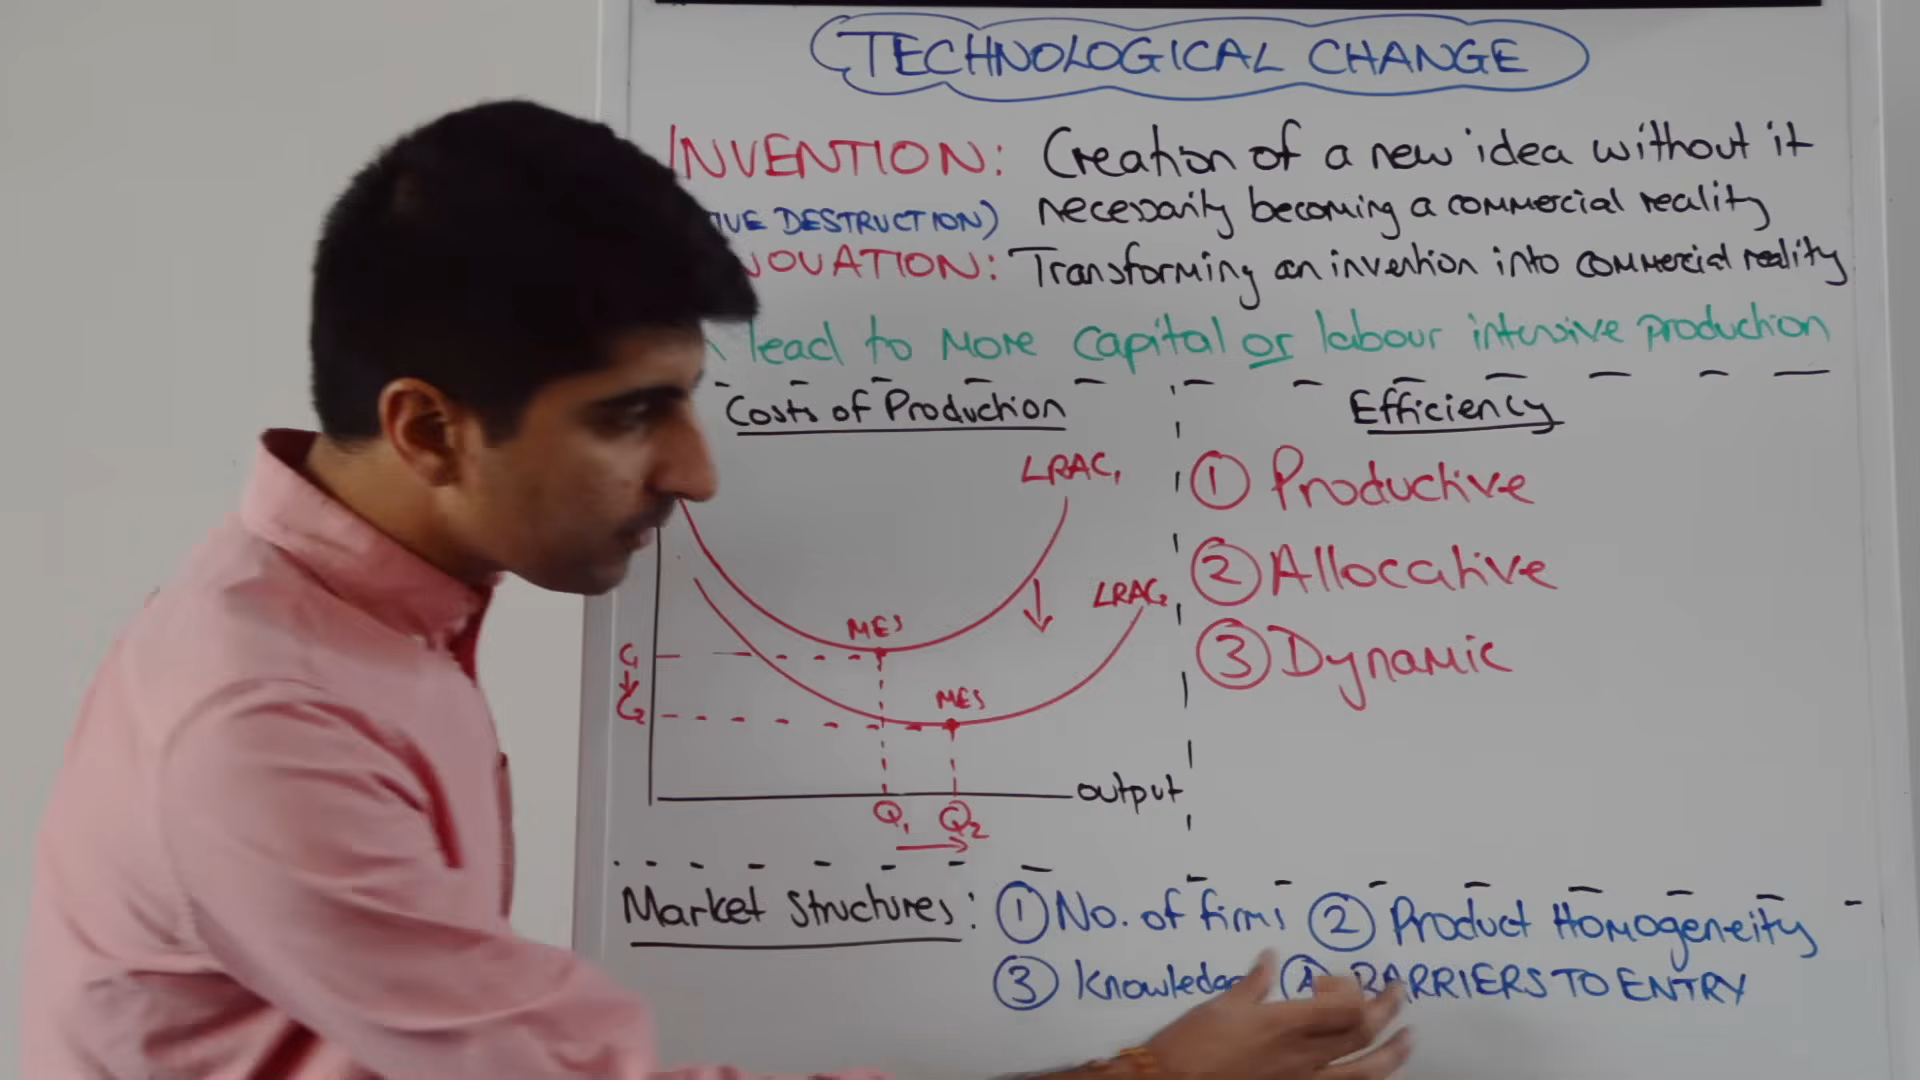 TECHNOLOGICAL CHANGE
INVENTION: Creation of a new idea without it
DESTRUCTION) necessarily becoming a commercial reality
NOVATION: Transforming an invention into commercial reality
lead to more capital or labour intensive production
Costs of Production
Efficiency
LRAC1
① Productive
② Allocative
LRAC2
MES
③ Dynamic
C1
MES
C2
output
Q1 Q2
Market Structures: ① No. of firms ② Product Homogeneity
③ Knowledge ④ BARRIERS TO ENTRY